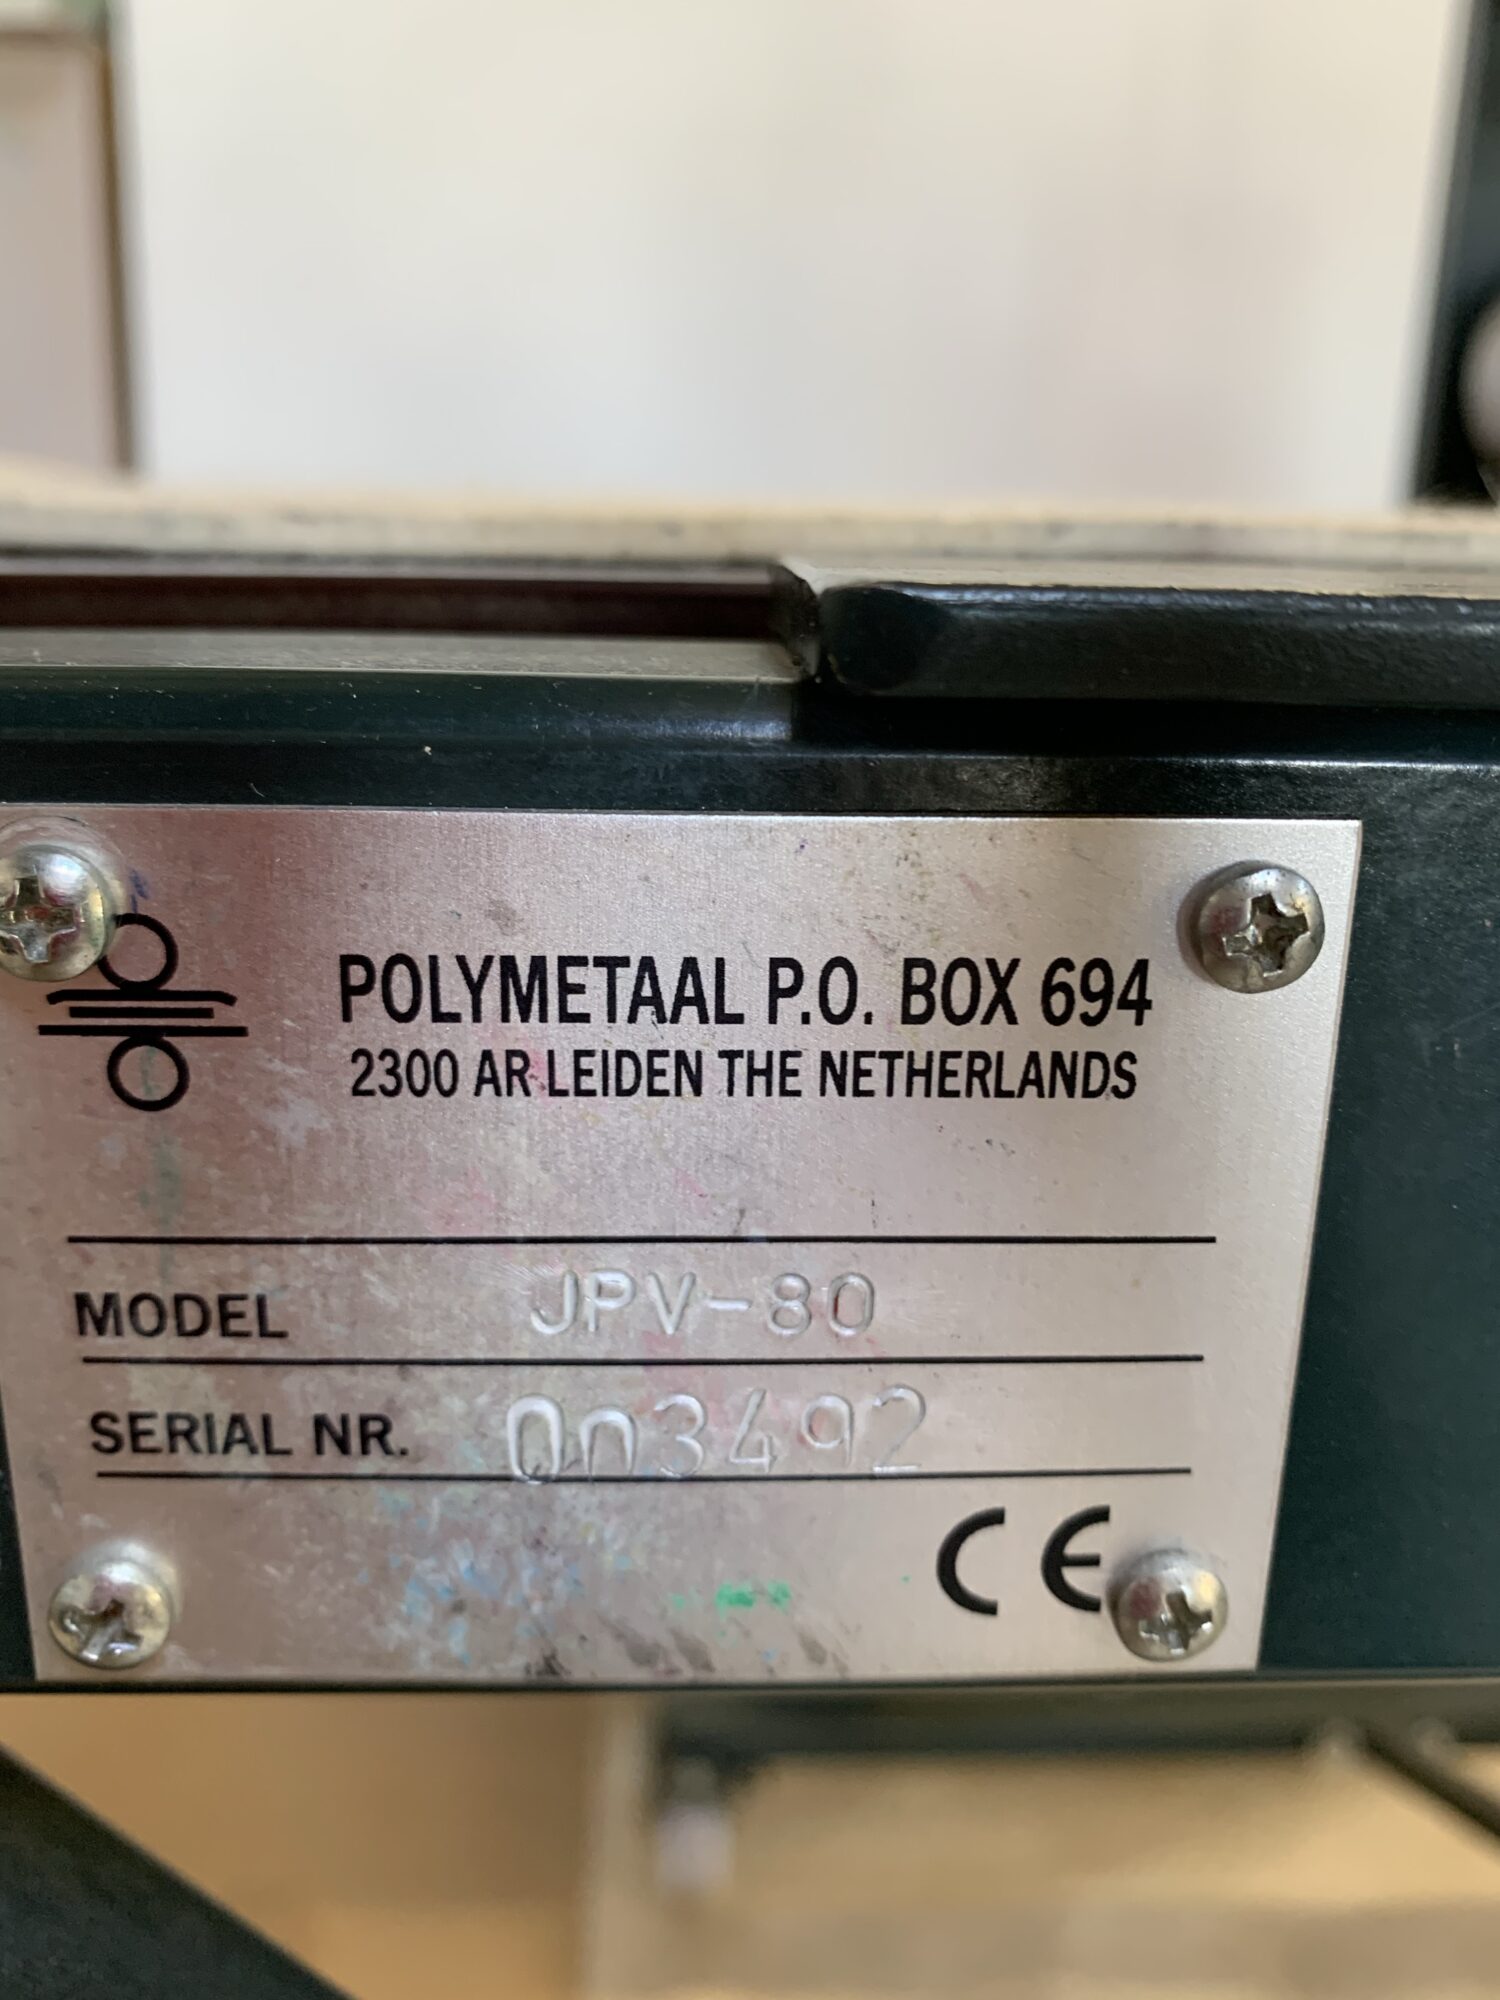 POLYMETAAL P.O. BOX 694
2300 AR LEIDEN THE NETHERLANDS
MODEL JPV-80
SERIAL NR. 003492
CE